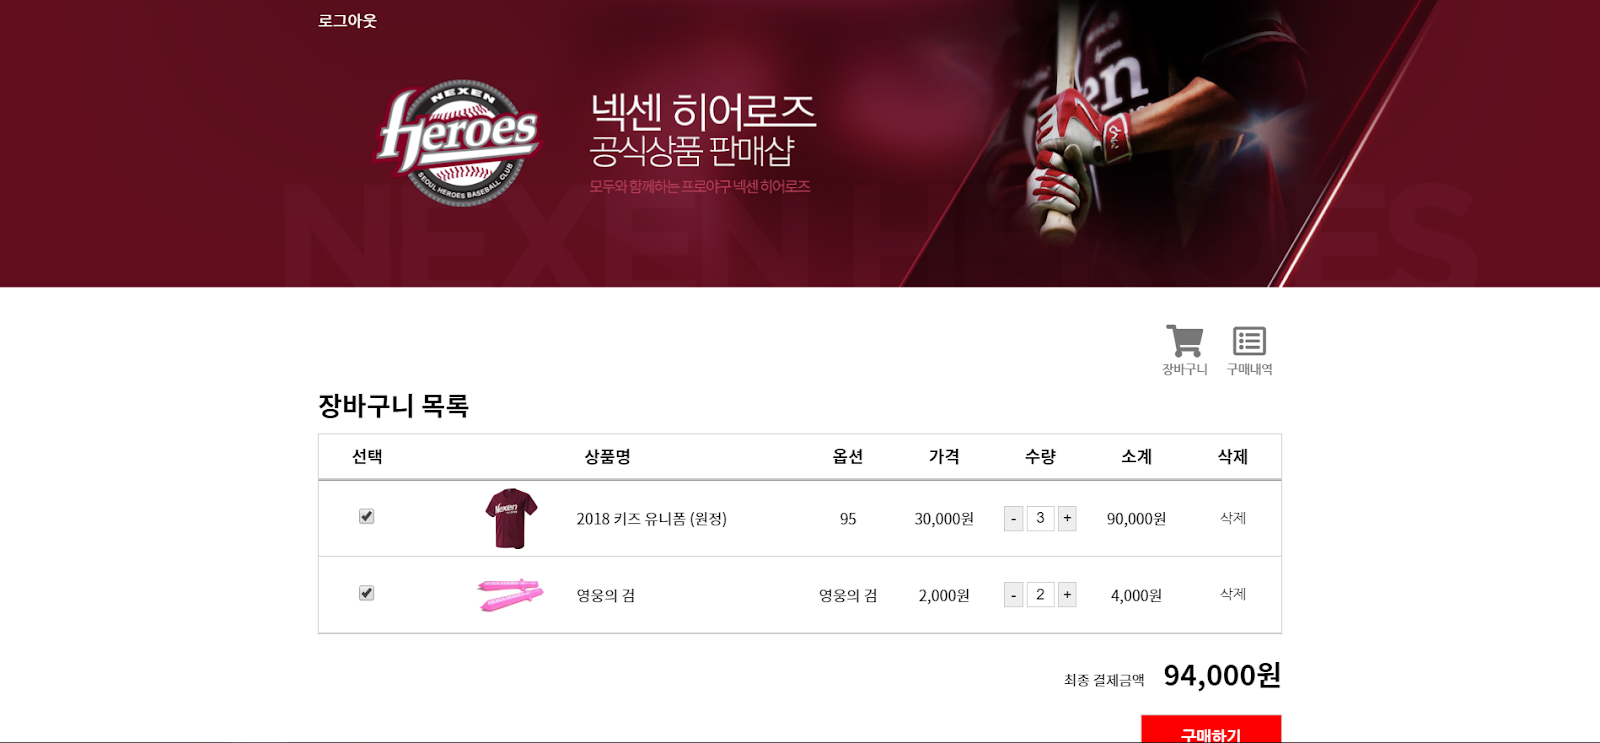 로그아웃
NEXEN
Heroes
SEOUL HEROES BASEBALL CLUB
넥센 히어로즈
공식상품 판매샵
모두와 함께하는 프로야구 넥센 히어로즈
NEXEN HEROES
장바구니 구매내역
장바구니 목록
선택 상품명 옵션 가격 수량 소계 삭제
Nexen
2018 키즈 유니폼 (원정) 95 30,000원 - 3 + 90,000원 삭제
영웅의 검 영웅의 검 2,000원 - 2 + 4,000원 삭제
최종 결제금액 94,000원
구매하기